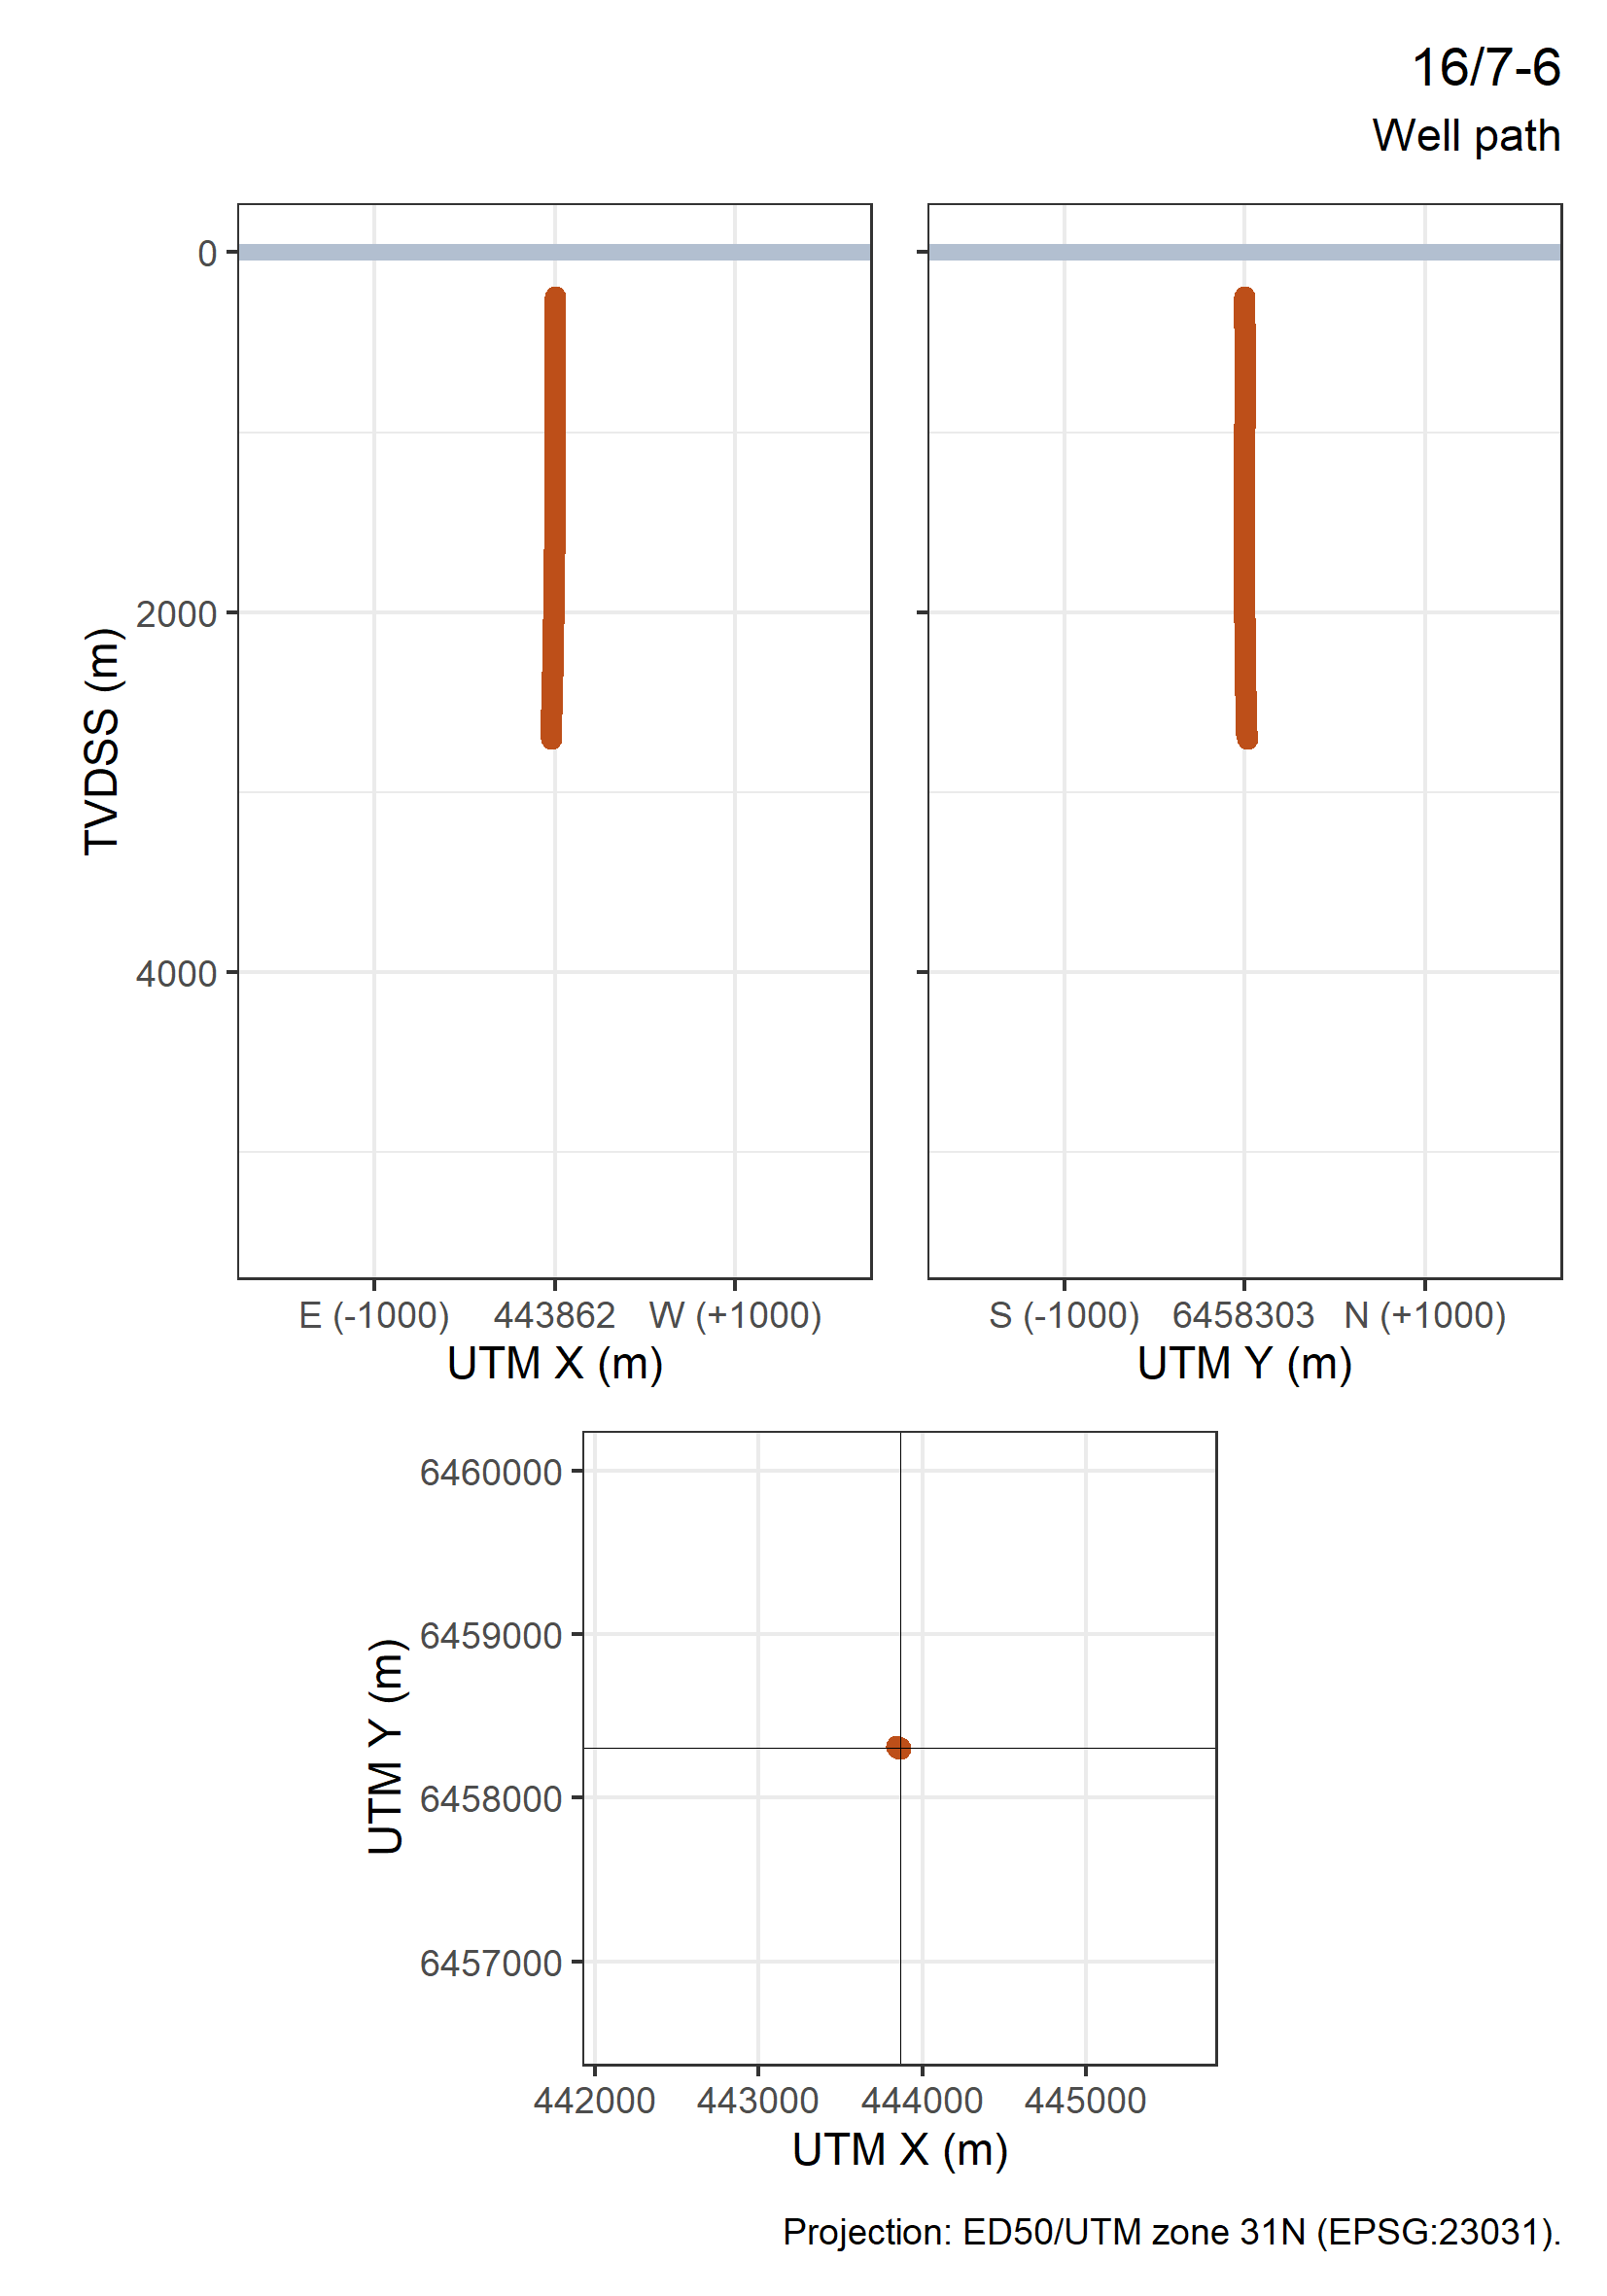 16/7-6
Well path
TVDSS (m)
0
2000
4000
E (-1000) 443862 W (+1000)
UTM X (m)
S (-1000) 6458303 N (+1000)
UTM Y (m)
UTM Y (m)
6460000
6459000
6458000
6457000
442000 443000 444000 445000
UTM X (m)
Projection: ED50/UTM zone 31N (EPSG:23031).